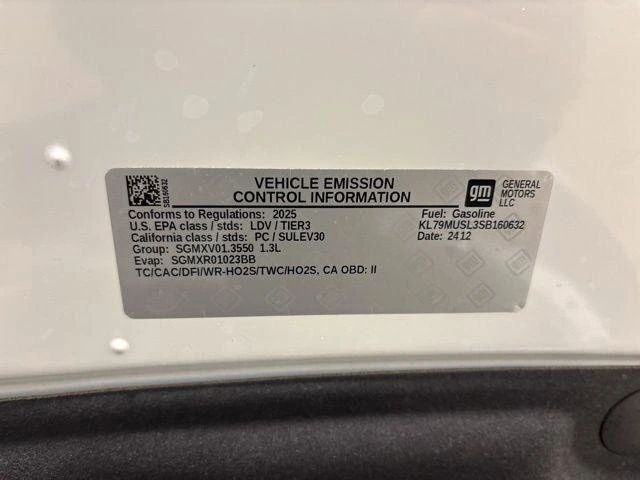 SB160632
VEHICLE EMISSION
CONTROL INFORMATION
gm
GENERAL
MOTORS
LLC
Conforms to Regulations: 2025
Fuel: Gasoline
U.S. EPA class / stds: LDV / TIER3
KL79MUSL3SB160632
California class / stds: PC / SULEV30
Date: 2412
Group: SGMXV01.3550 1.3L
Evap: SGMXR01023BB
TC/CAC/DFI/WR-HO2S/TWC/HO2S, CA OBD: II